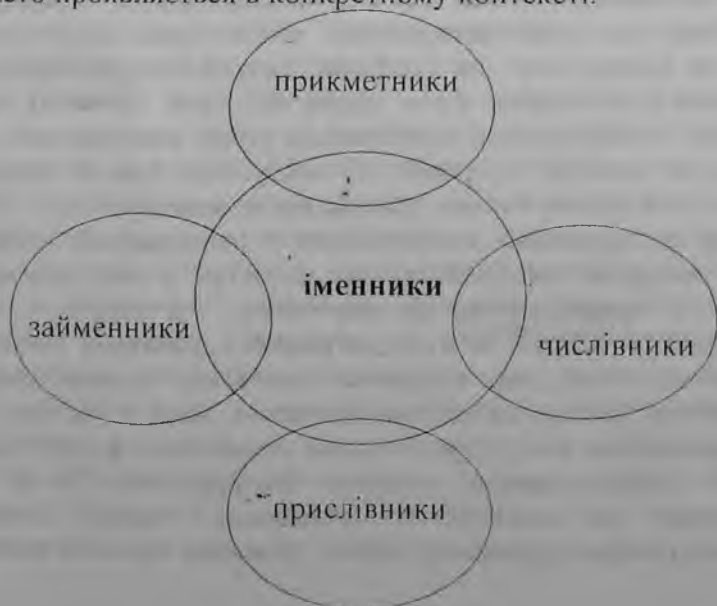 проявляється в конкретному контексті.
прикметники
іменники
займенники
числівники
прислівники